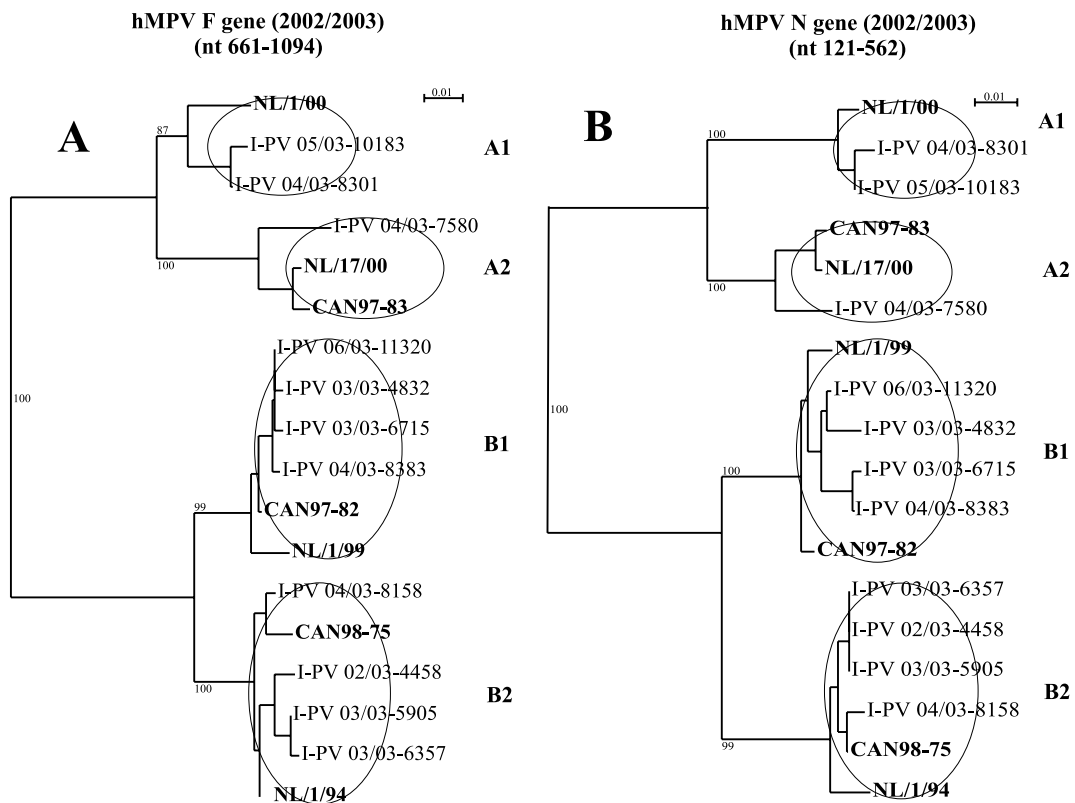 hMPV F gene (2002/2003)
(nt 661-1094)
A
0.01
NL/1/00
87
I-PV 05/03-10183
I-PV 04/03-8301
A1
I-PV 04/03-7580
NL/17/00
100
CAN97-83
A2
100
I-PV 06/03-11320
I-PV 03/03-4832
I-PV 03/03-6715
I-PV 04/03-8383
CAN97-82
99
NL/1/99
B1
I-PV 04/03-8158
CAN98-75
I-PV 02/03-4458
100
I-PV 03/03-5905
I-PV 03/03-6357
NL/1/94
B2
hMPV N gene (2002/2003)
(nt 121-562)
B
0.01
NL/1/00
100
I-PV 04/03-8301
I-PV 05/03-10183
A1
CAN97-83
NL/17/00
100
I-PV 04/03-7580
A2
100
NL/1/99
I-PV 06/03-11320
I-PV 03/03-4832
100
I-PV 03/03-6715
I-PV 04/03-8383
CAN97-82
B1
I-PV 03/03-6357
I-PV 02/03-4458
I-PV 03/03-5905
I-PV 04/03-8158
99
CAN98-75
NL/1/94
B2